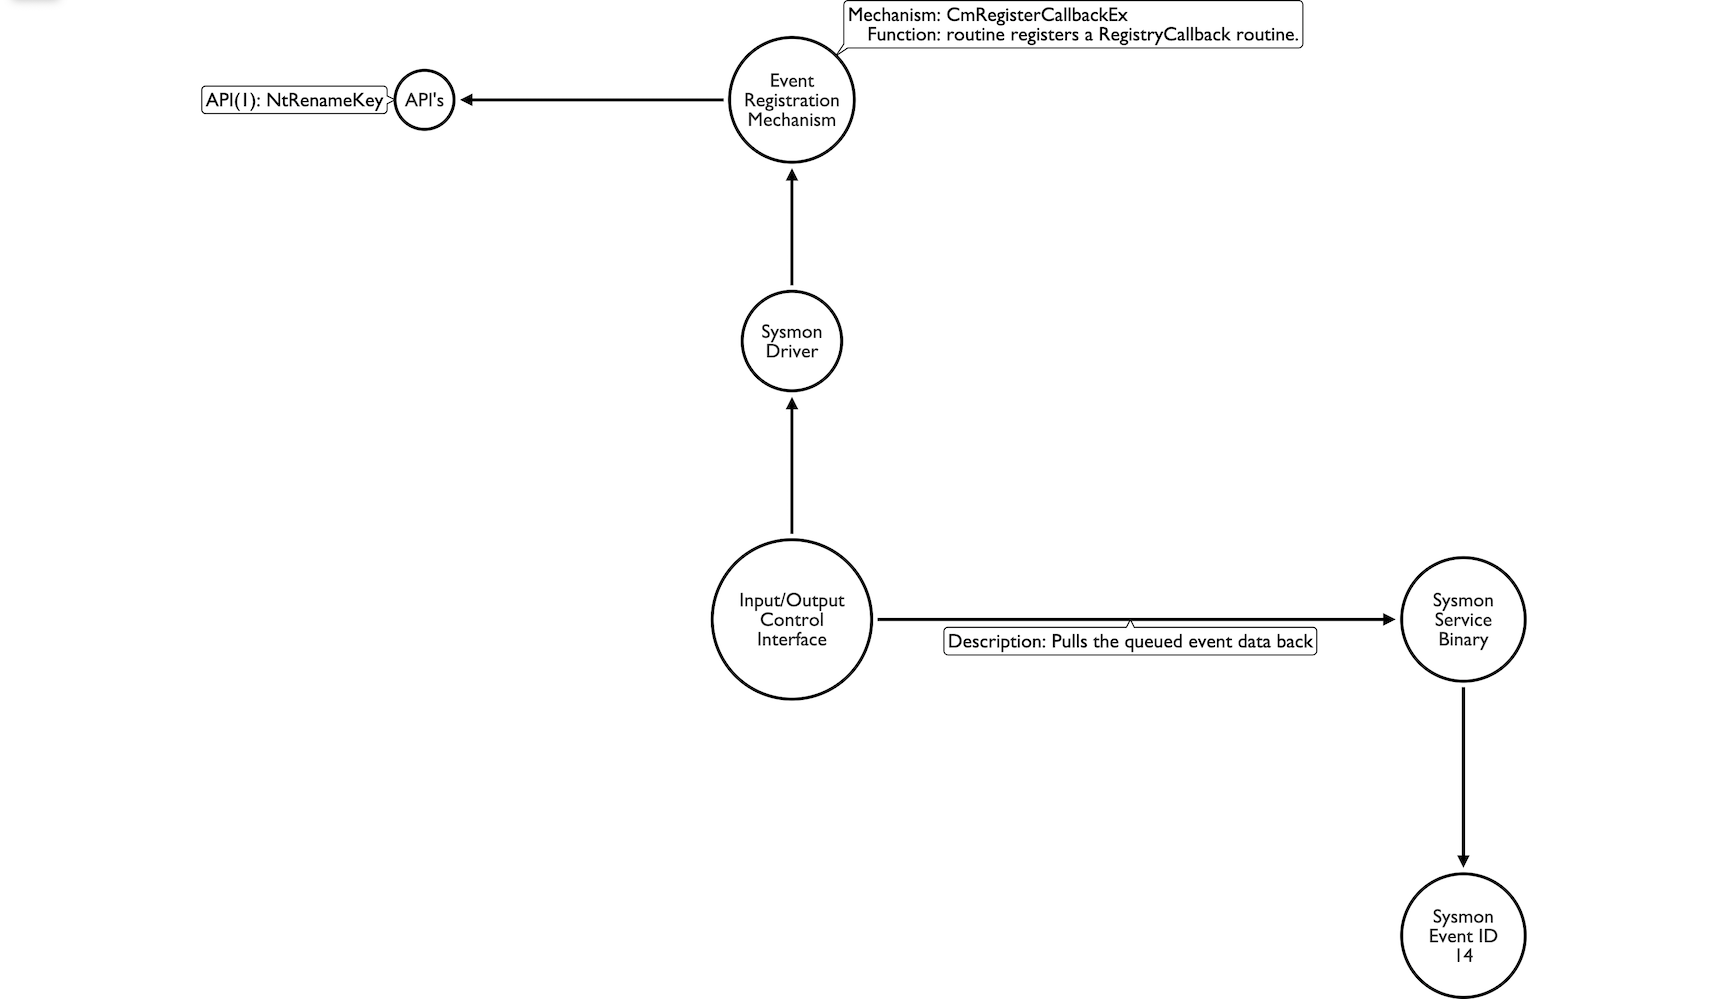 Mechanism: CmRegisterCallbackEx
Function: routine registers a RegistryCallback routine.
Event
Registration
Mechanism
API(1): NtRenameKey
API's
Sysmon
Driver
Input/Output
Control
Interface
Description: Pulls the queued event data back
Sysmon
Service
Binary
Sysmon
Event ID
14